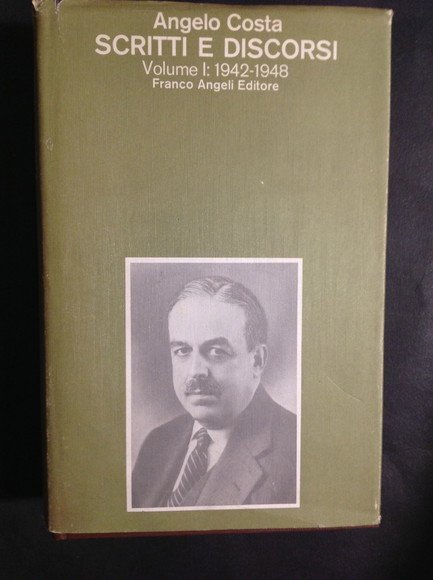 Angelo Costa
SCRITTI E DISCORSI
Volume I: 1942-1948
Franco Angeli Editore